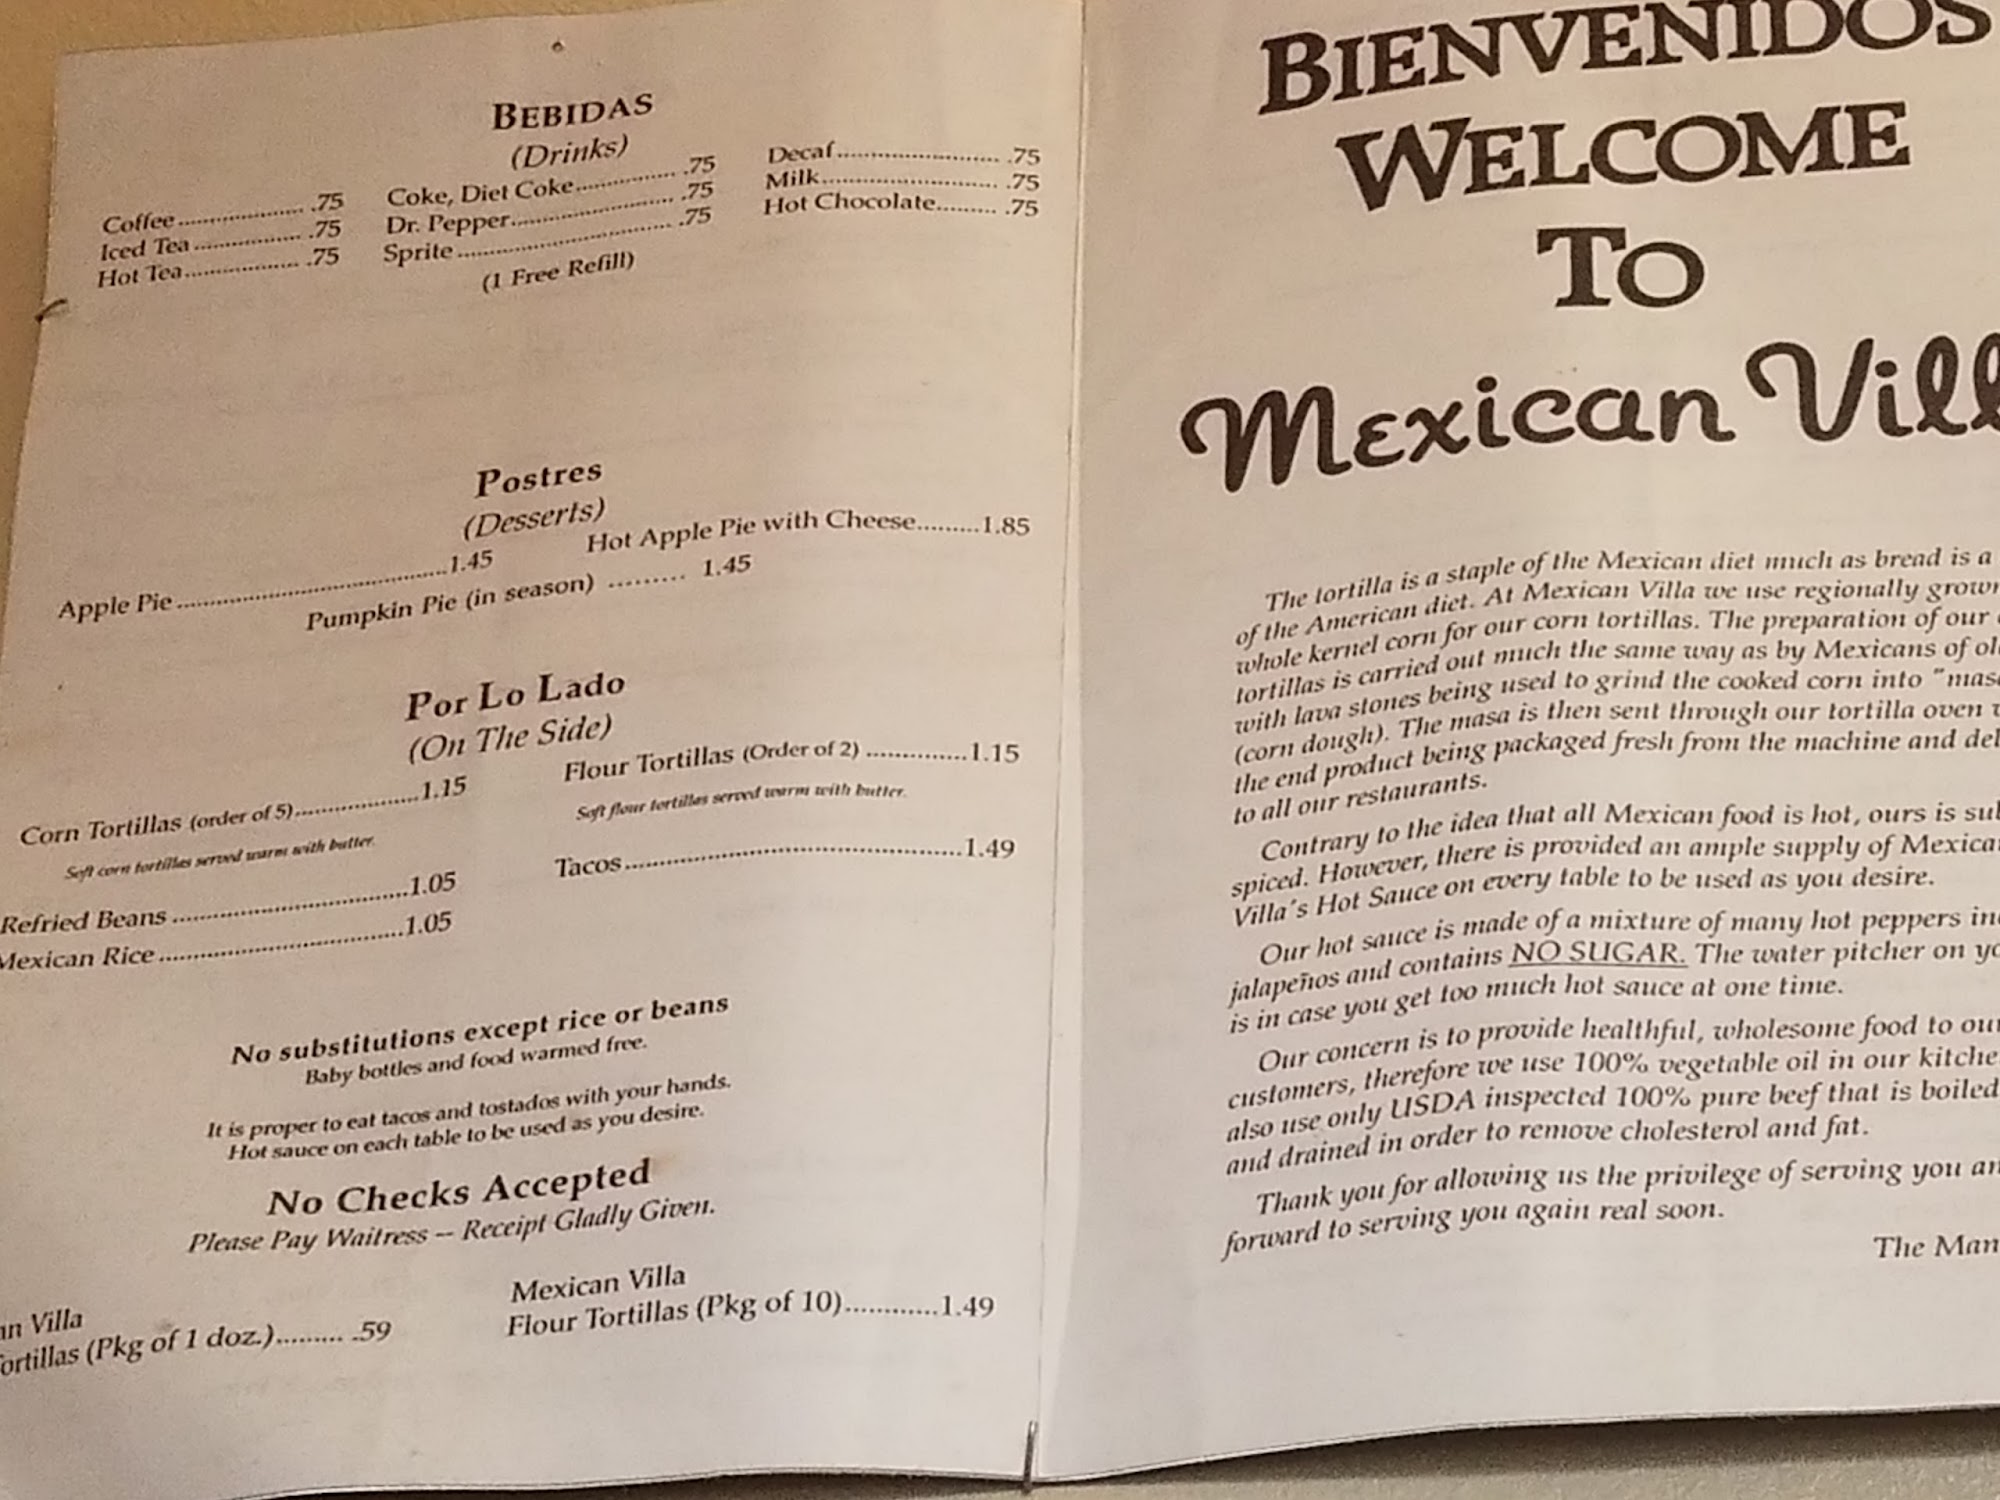 BEBIDAS
(Drinks)
Coffee .75
Iced Tea .75
Hot Tea .75
Coke, Diet Coke .75
Dr. Pepper .75
Sprite .75
(1 Free Refill)
Decaf .75
Milk .75
Hot Chocolate .75
Postres
(Desserts)
Apple Pie 1.45
Hot Apple Pie with Cheese 1.85
Pumpkin Pie (in season) 1.45
Por Lo Lado
(On The Side)
Corn Tortillas (order of 5) 1.15
Soft corn tortillas served warm with butter.
Refried Beans 1.05
Mexican Rice 1.05
Flour Tortillas (Order of 2) 1.15
Soft flour tortillas served warm with butter.
Tacos 1.49
No substitutions except rice or beans
Baby bottles and food warmed free.
It is proper to eat tacos and tostados with your hands.
Hot sauce on each table to be used as you desire.
No Checks Accepted
Please Pay Waitress -- Receipt Gladly Given.
Villa
(Pkg of 1 doz.) .59
Mexican Villa
Flour Tortillas (Pkg of 10) 1.49
BIENVENIDOS
WELCOME
TO
Mexican
The tortilla is a staple of the Mexican diet much as bread is a
of the American diet. At Mexican Villa we use regionally grown
whole kernel corn for our corn tortillas. The preparation of our
tortillas is carried out much the same way as by Mexicans of
with lava stones being used to grind the cooked corn into
(corn dough). The masa is then sent through our tortilla oven
the end product being packaged fresh from the machine and
to all our restaurants.
Contrary to the idea that all Mexican food is hot, ours is
spiced. However, there is provided an ample supply of Mexican
Villa's Hot Sauce on every table to be used as you desire.
Our hot sauce is made of a mixture of many hot peppers
jalapeños and contains NO SUGAR. The water pitcher on
is in case you get too much hot sauce at one time.
Our concern is to provide healthful, wholesome food to our
customers, therefore we use 100% vegetable oil in our
also use only USDA inspected 100% pure beef that is boiled
and drained in order to remove cholesterol and fat.
Thank you for allowing us the privilege of serving you
forward to serving you again real soon.
The